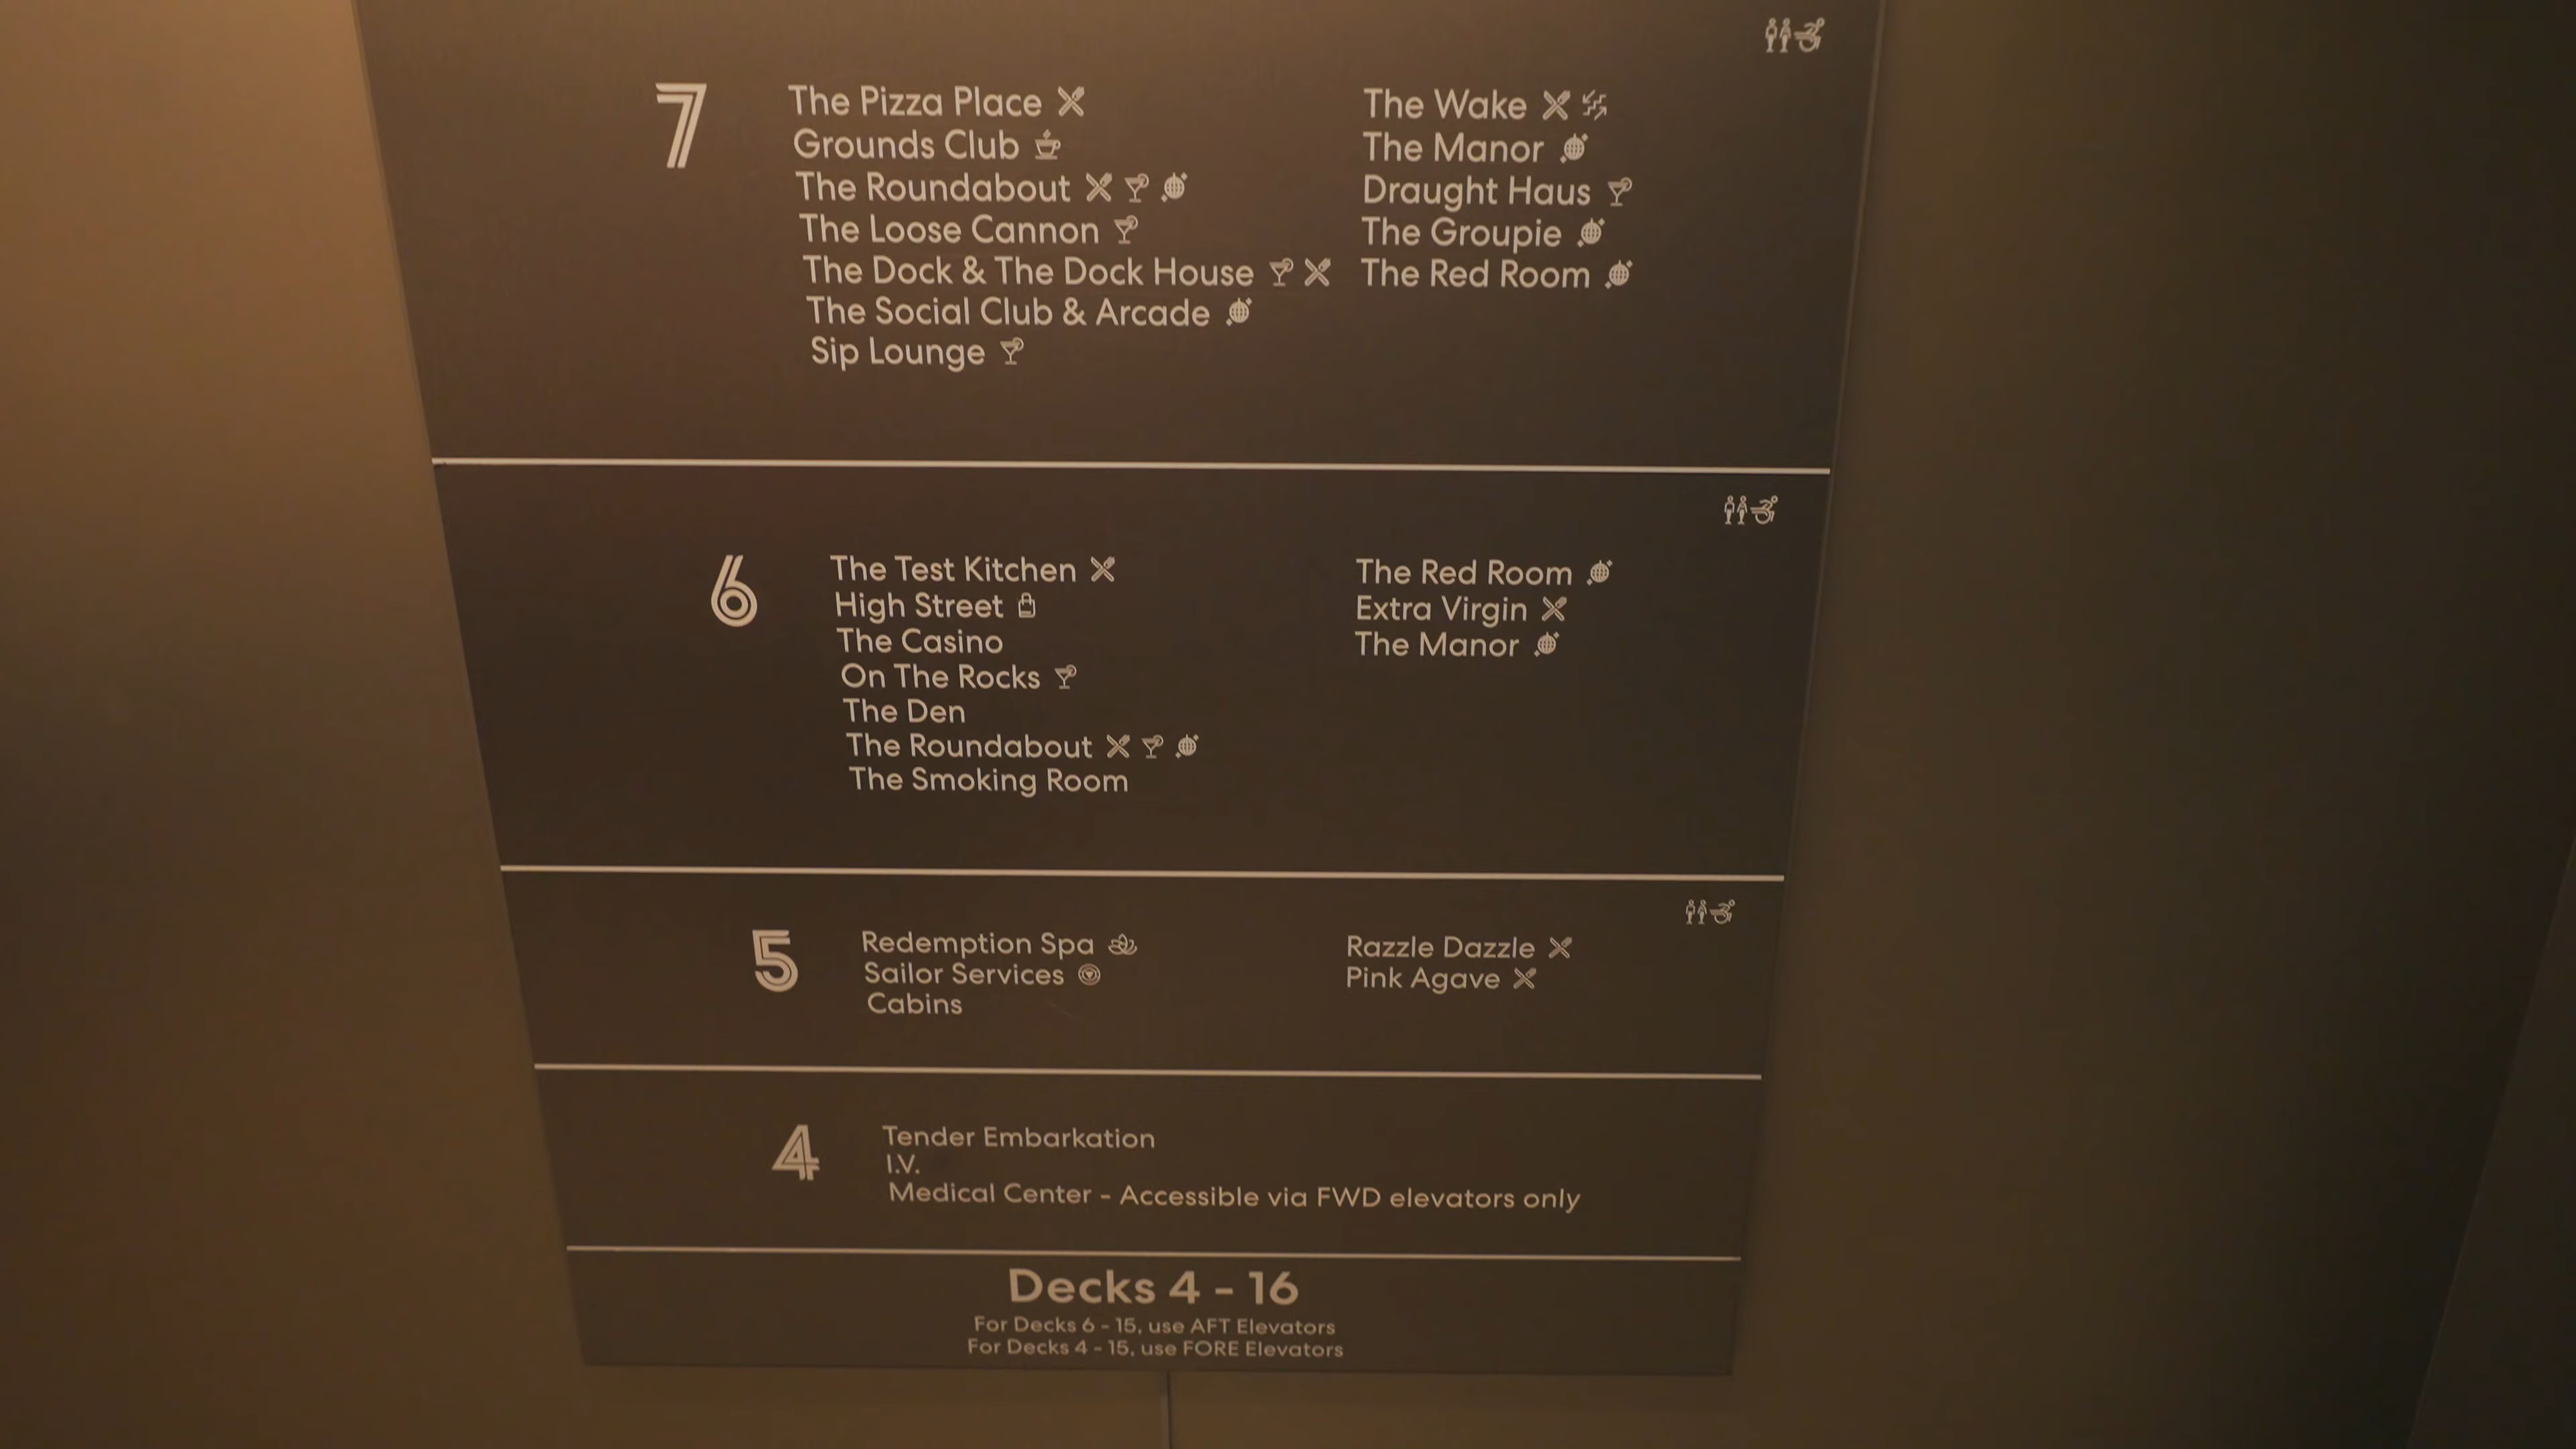 7
The Pizza Place
Grounds Club
The Roundabout
The Loose Cannon
The Dock & The Dock House
The Social Club & Arcade
Sip Lounge
The Wake
The Manor
Draught Haus
The Groupie
The Red Room
6
The Test Kitchen
High Street
The Casino
On The Rocks
The Den
The Roundabout
The Smoking Room
The Red Room
Extra Virgin
The Manor
5
Redemption Spa
Sailor Services
Cabins
Razzle Dazzle
Pink Agave
4
Tender Embarkation
I.V.
Medical Center - Accessible via FWD elevators only
Decks 4 - 16
For Decks 6 - 15, use AFT Elevators
For Decks 4 - 15, use FORE Elevators